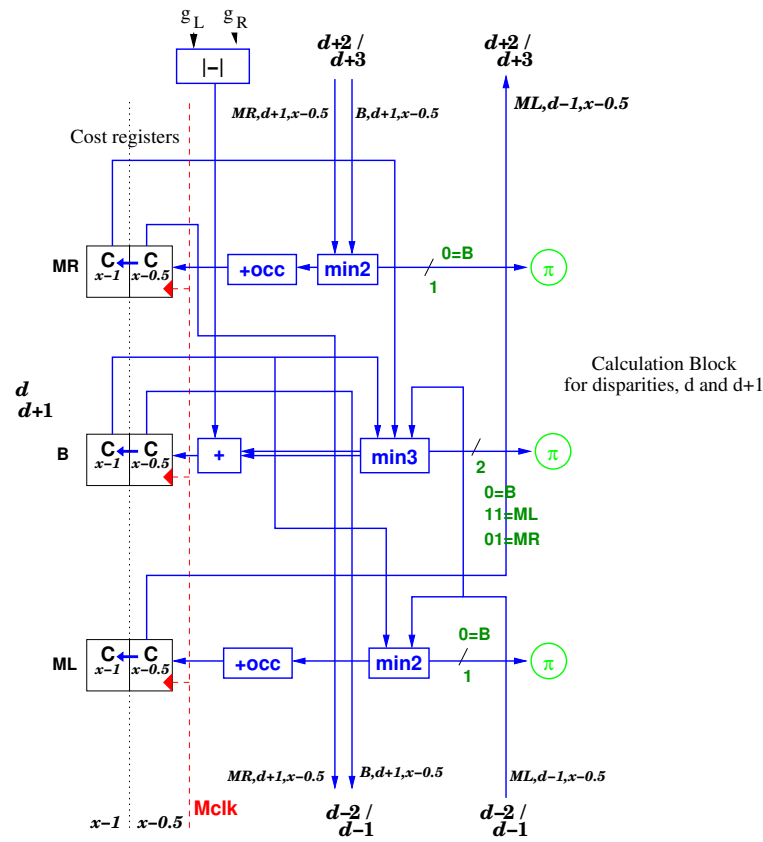 g L g R
|−|
d+2 /
d+3
d+2 /
d+3
MR,d+1,x−0.5
B,d+1,x−0.5
ML,d−1,x−0.5
Cost registers
MR
C C
x−1 x−0.5
+occ
min2
0=B
1
π
Calculation Block
for disparities, d and d+1
d
d+1
B
C C
x−1 x−0.5
+
min3
2
π
0=B
11=ML
01=MR
ML
C C
x−1 x−0.5
+occ
min2
0=B
1
π
MR,d+1,x−0.5
B,d+1,x−0.5
ML,d−1,x−0.5
Mclk
x−1 x−0.5
d−2 /
d−1
d−2 /
d−1